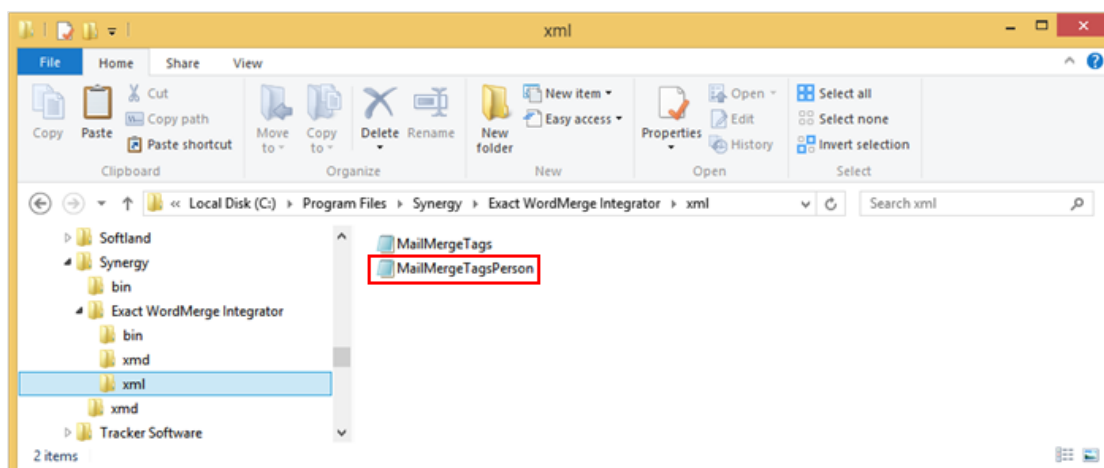 xml
File Home Share View
Copy Paste Cut Copy path Paste shortcut Move to Copy to Delete Rename New folder New item Easy access Properties Open Edit History Select all Select none Invert selection
Clipboard Organize New Open Select
« Local Disk (C:) Program Files Synergy Exact WordMerge Integrator xml Search xml
Softland
Synergy
bin
Exact WordMerge Integrator
bin
xmd
xml
xmd
Tracker Software
MailMergeTags
MailMergeTagsPerson
2 items